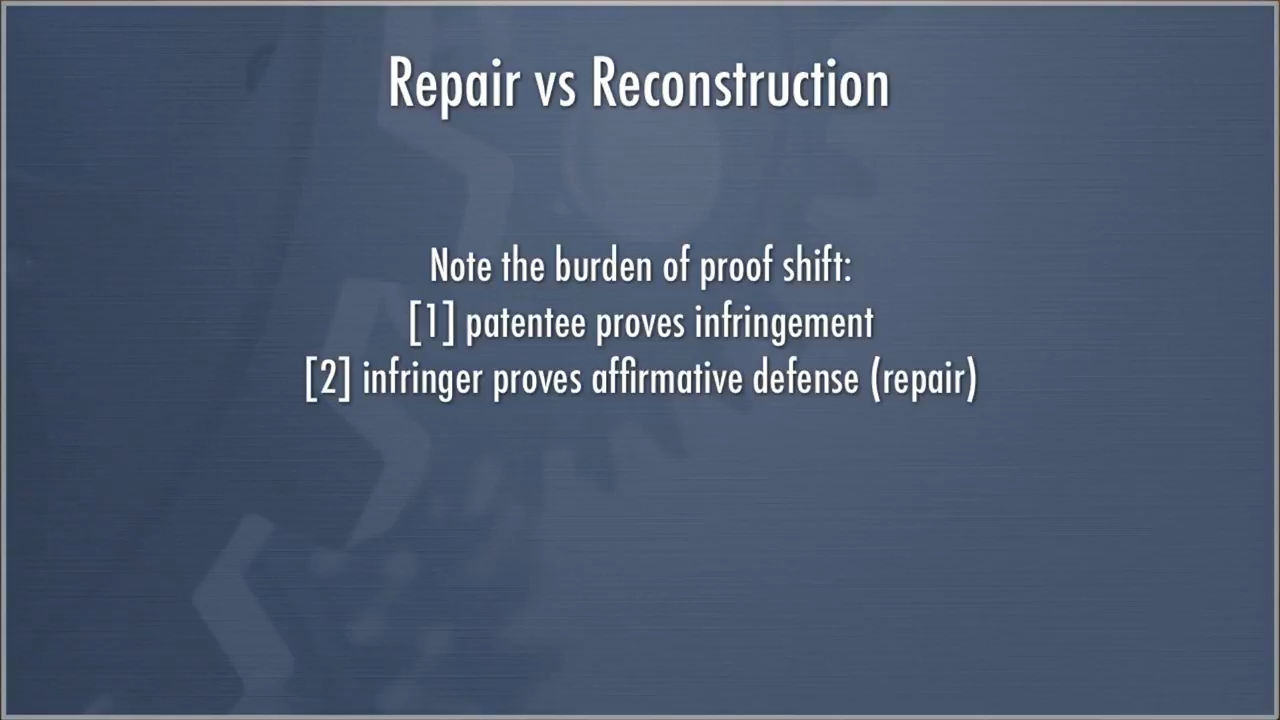 Repair vs Reconstruction
Note the burden of proof shift:
[1] patentee proves infringement
[2] infringer proves affirmative defense (repair)